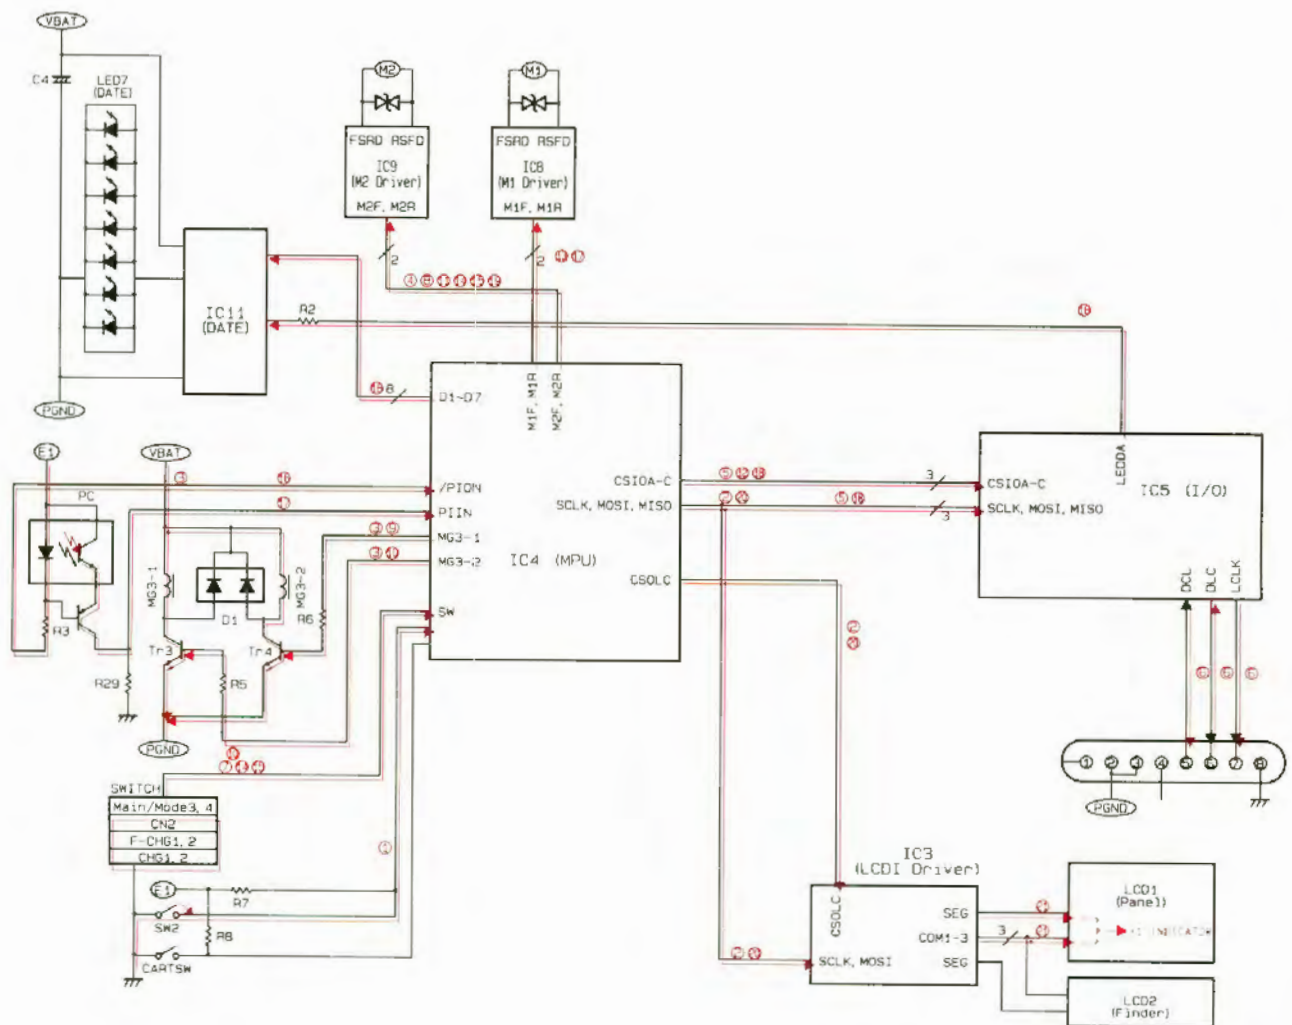 VBAT
C4
LED7
(DATE)
M2
M1
FSRD RSFD
IC9
(M2 Driver)
M2F, M2R
FSRD RSFD
IC8
(M1 Driver)
M1F, M1R
2
2
IC11
(DATE)
R2
PGND
8
D1~D7
M1F, M1R
M2F, M2R
LEDDA
E1
VBAT
PC
/PION
PIIN
MG3-1
MG3-2
SW
IC4 (MPU)
CSIOA-C
SCLK, MOSI, MISO
CSOLC
3
3
CSIOA-C
IC5 (I/O)
SCLK, MOSI, MISO
DCL
DLC
LCLK
MG3-1
MG3-2
D1
R3
R6
Tr3
Tr4
R29
R5
PGND
1 2 3 4 5 6 7 8
PGND
SWITCH
Main/Mode3, 4
CN2
F-CHG1, 2
CHG1, 2
E1
R7
SW2
R8
CARTSW
IC3
(LCDI Driver)
CSOLC
SEG
COM1-3
SCLK, MOSI
SEG
3
LCD1
(Panel)
LCD2
(Finder)